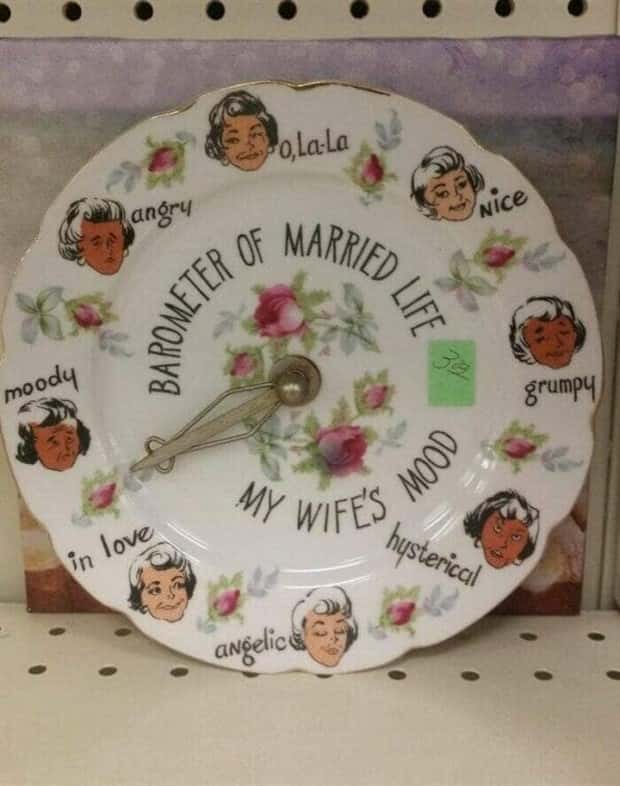 O,La-La
NICE
grumpy
hysterical
angelic
in love
moody
angry
BAROMETER OF MARRIED LIFE
MY WIFE'S MOOD